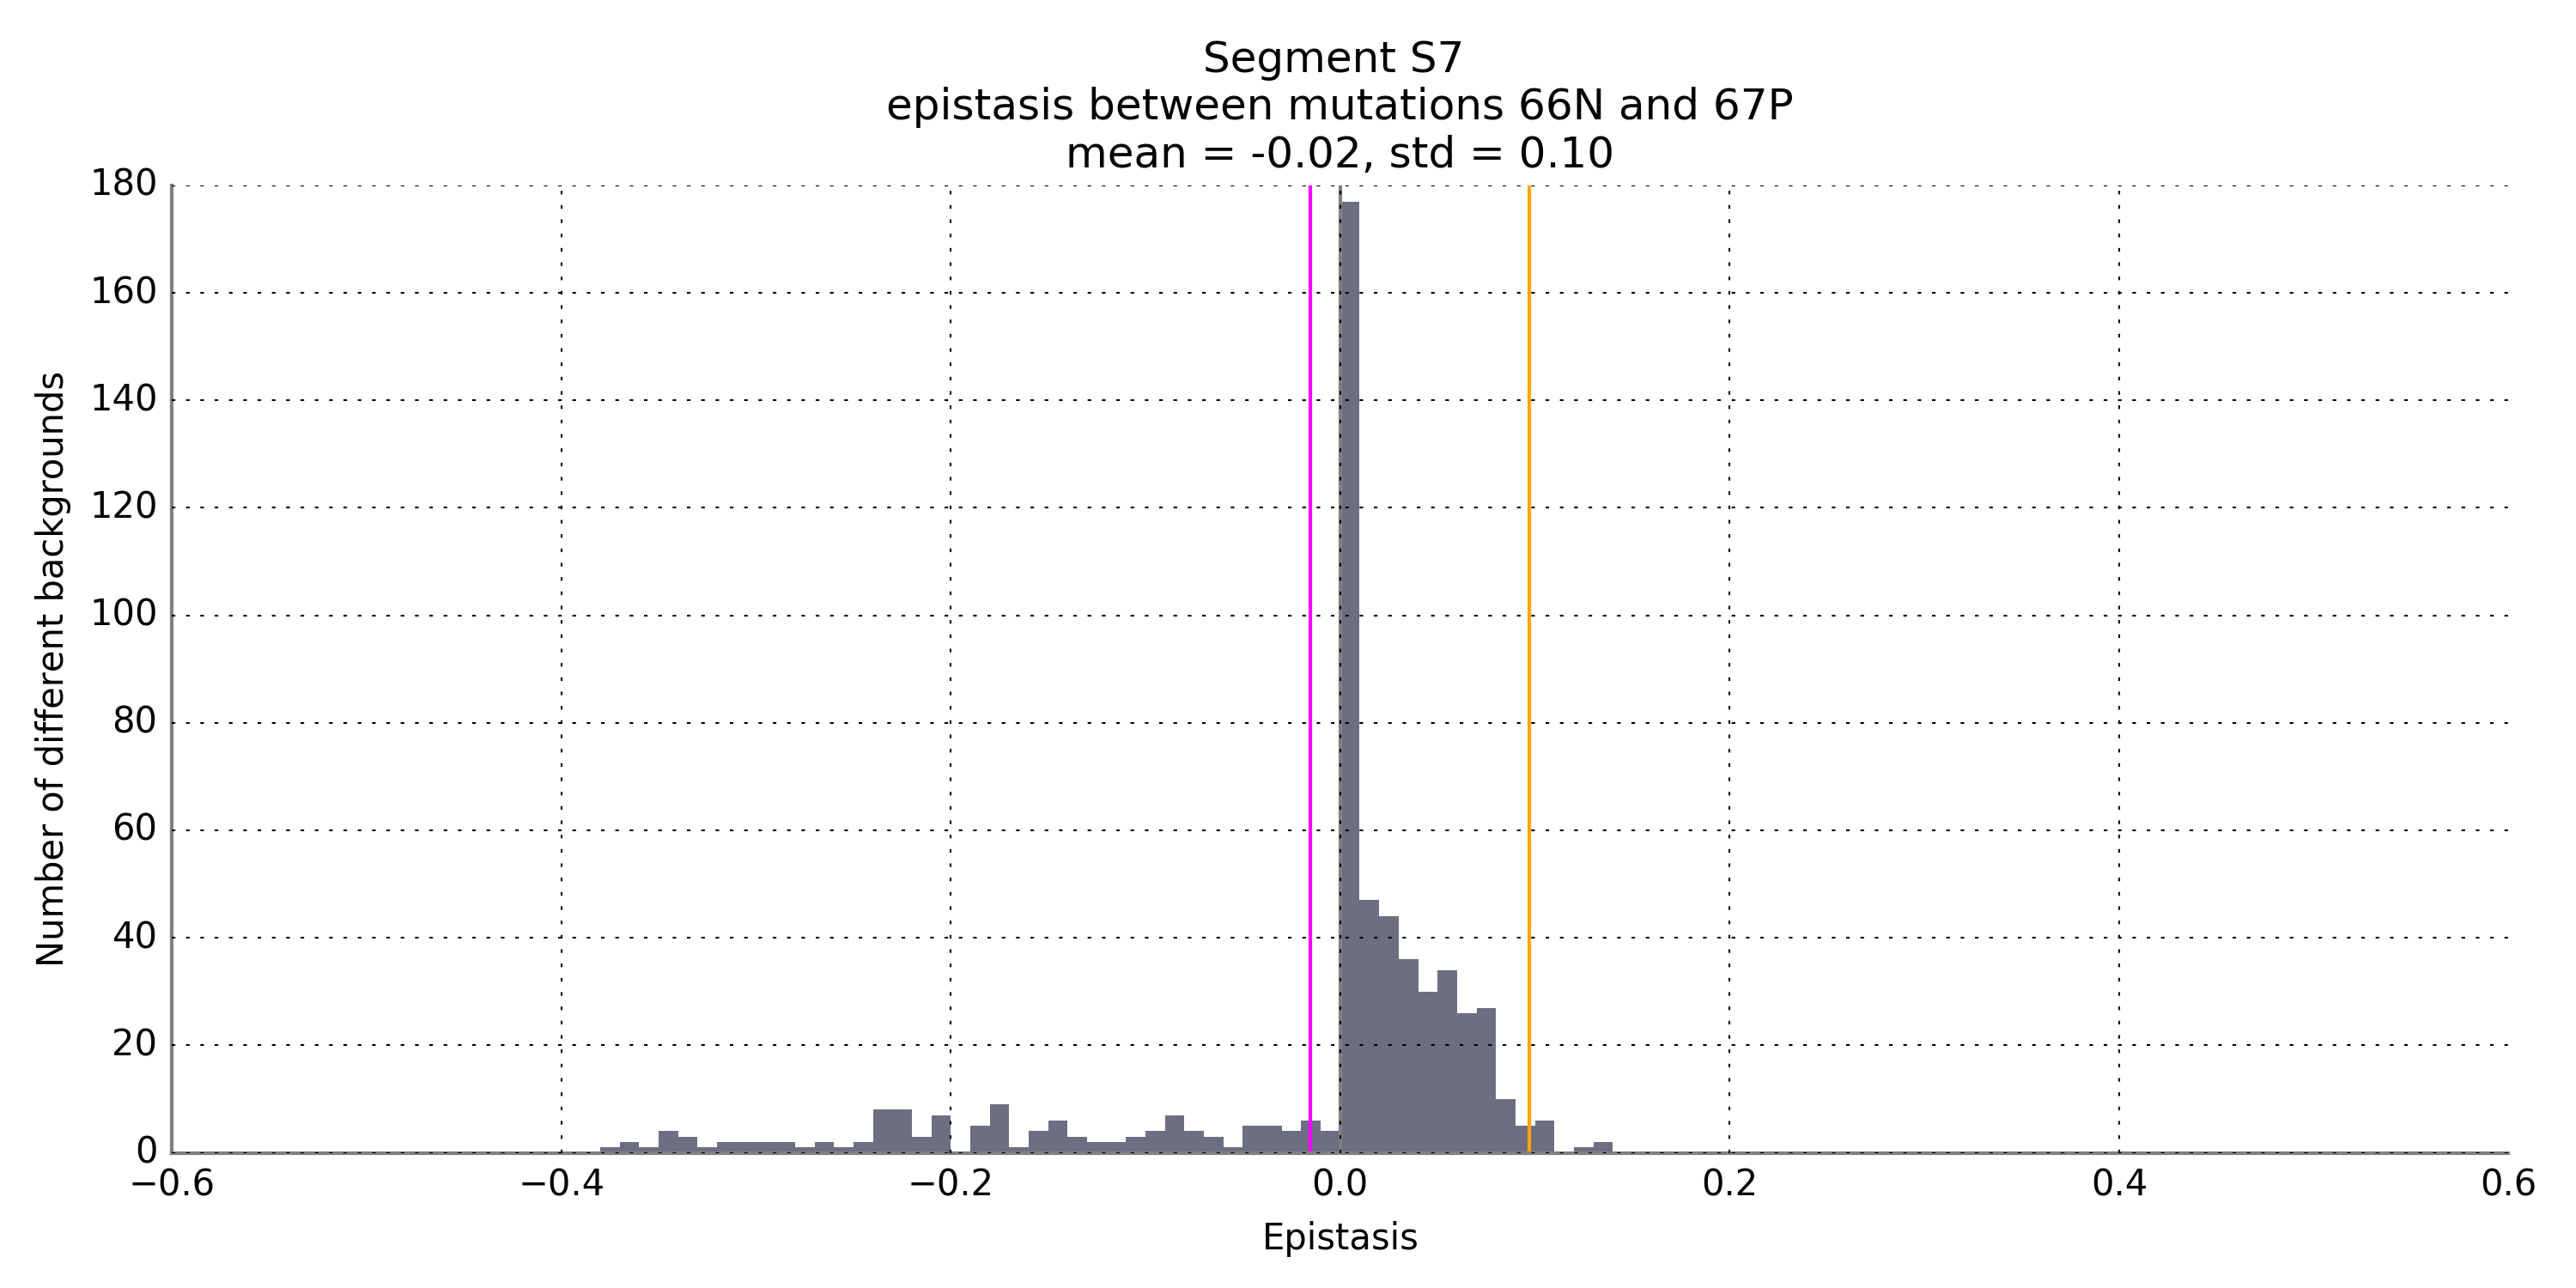 Segment S7
epistasis between mutations 66N and 67P
mean = -0.02, std = 0.10
180
160
140
120
100
80
60
40
20
0
Number of different backgrounds
−0.6 −0.4 −0.2 0.0 0.2 0.4 0.6
Epistasis